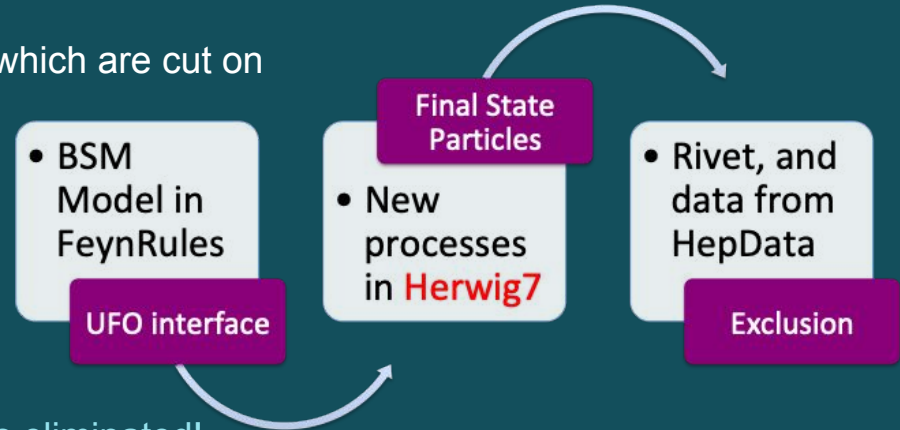 which are cut on
• BSM
Model in
FeynRules
UFO interface
Final State
Particles
• New
processes
in Herwig7
• Rivet, and
data from
HepData
Exclusion
eliminated!